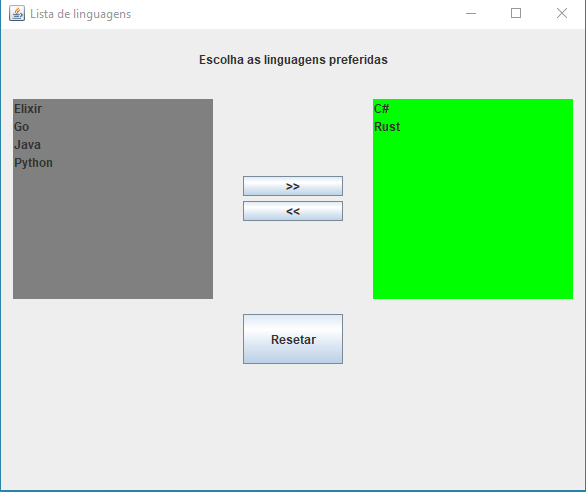 Lista de linguagens
Escolha as linguagens preferidas
Elixir
Go
Java
Python
>>
<<
C#
Rust
Resetar